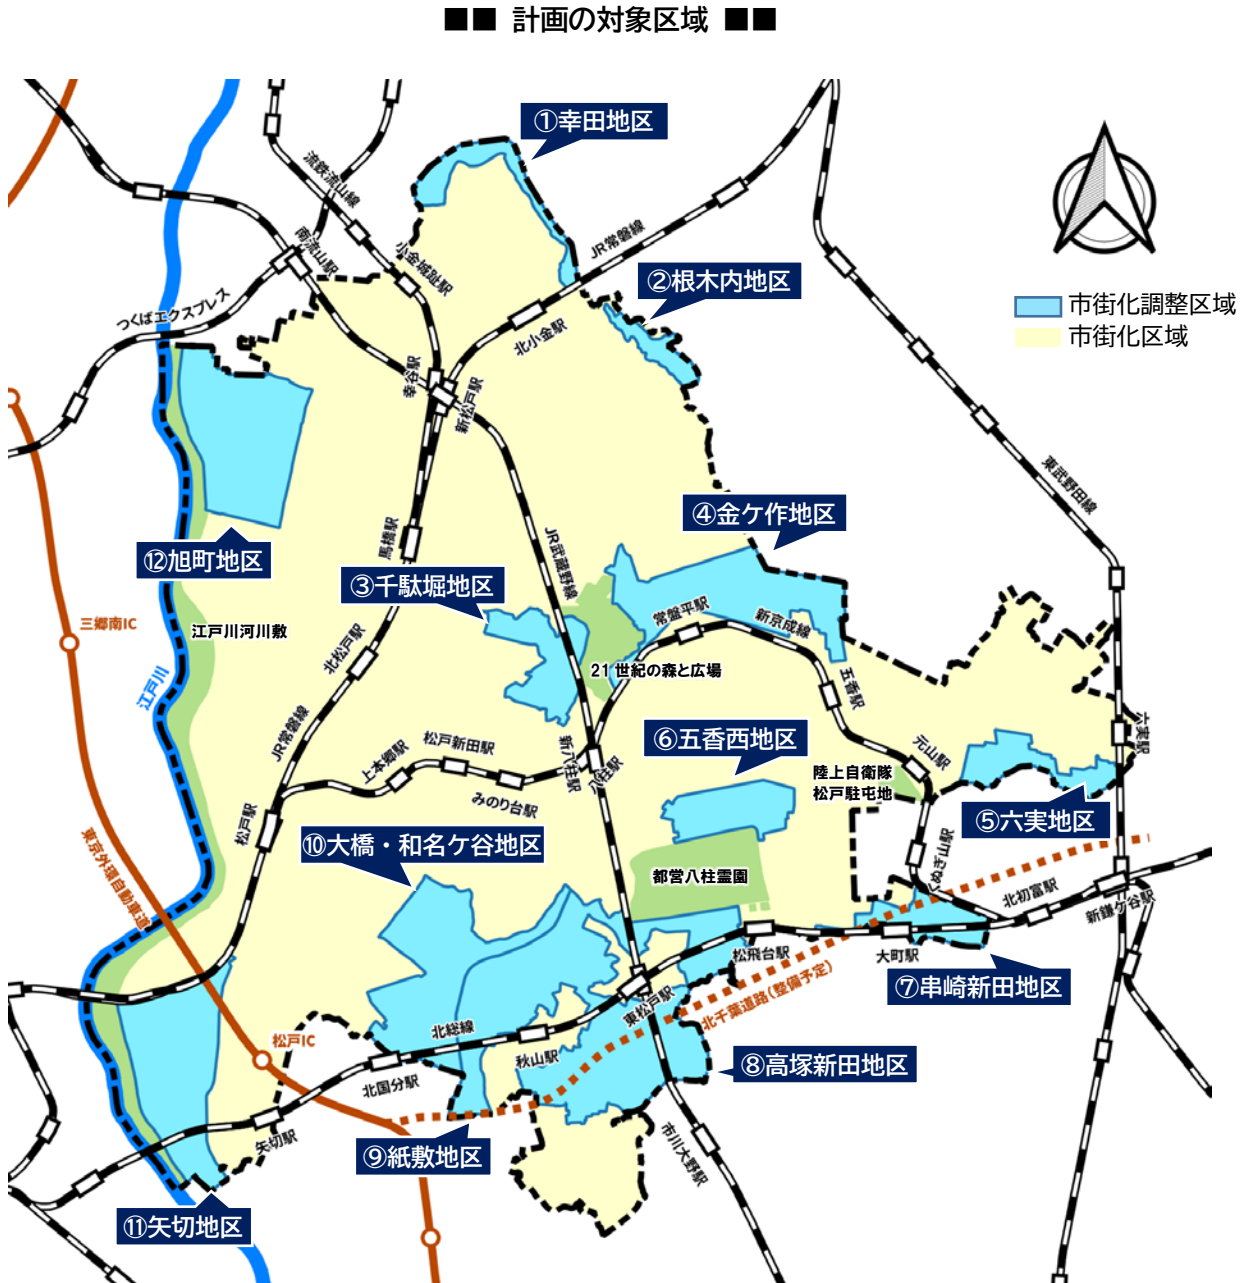 ■■ 計画の対象区域 ■■
①幸田地区
流鉄流山線
JR常磐線
南流山駅
小金城趾駅
②根木内地区
市街化調整区域
市街化区域
つくばエクスプレス
北小金駅
幸谷駅
新松戸駅
東武野田線
④金ケ作地区
馬橋駅
JR武蔵野線
⑫旭町地区
③千駄堀地区
常盤平駅
新京成線
三郷南IC
江戸川河川敷
北松戸駅
21世紀の森と広場
五香駅
江戸川
JR常磐線
上本郷駅
松戸新田駅
新八柱駅
八柱駅
⑥五香西地区
元山駅
六実駅
陸上自衛隊
松戸駐屯地
みのり台駅
⑤六実地区
松戸駅
東京外環自動車道
⑩大橋・和名ケ谷地区
くぬぎ山駅
都営八柱霊園
北初富駅
新鎌ケ谷駅
松飛台駅
大町駅
⑦串崎新田地区
北千葉道路(整備予定)
東松戸駅
北総線
松戸IC
秋山駅
⑧高塚新田地区
北国分駅
矢切駅
⑨紙敷地区
市川大野駅
⑪矢切地区